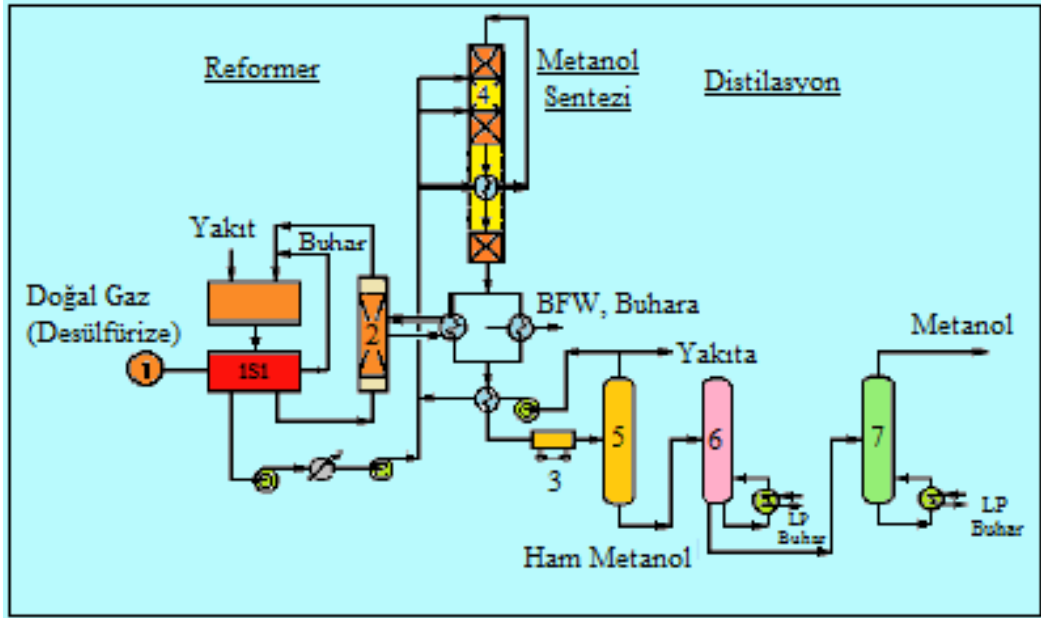 Reformer
Metanol
Sentezi
Distilasyon
4
Yakıt
Buhar
Doğal Gaz
(Desülfürize)
1
ISI
2
BFW, Buhara
Yakıta
Metanol
3
5
6
7
LP
Buhar
LP
Buhar
Ham Metanol